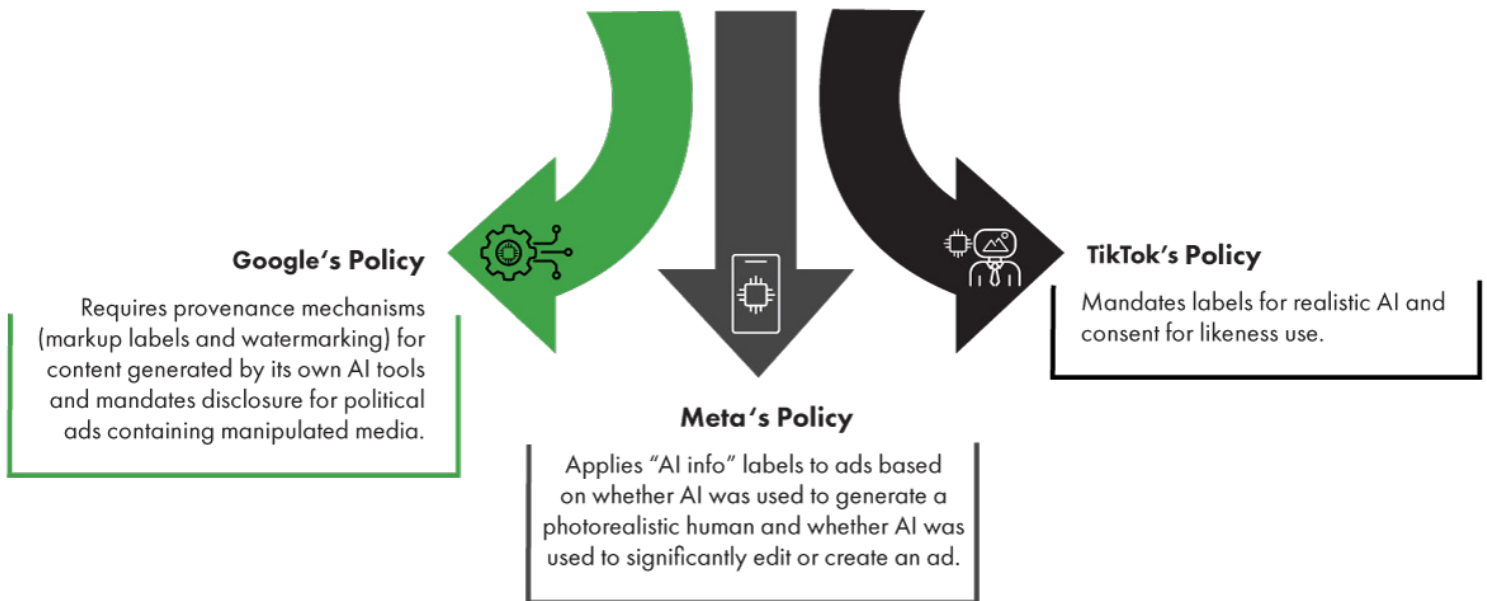 Google‘s Policy
Requires provenance mechanisms
(markup labels and watermarking) for
content generated by its own AI tools
and mandates disclosure for political
ads containing manipulated media.
Meta‘s Policy
Applies “AI info” labels to ads based
on whether AI was used to generate a
photorealistic human and whether AI was
used to significantly edit or create an ad.
TikTok‘s Policy
Mandates labels for realistic AI and
consent for likeness use.